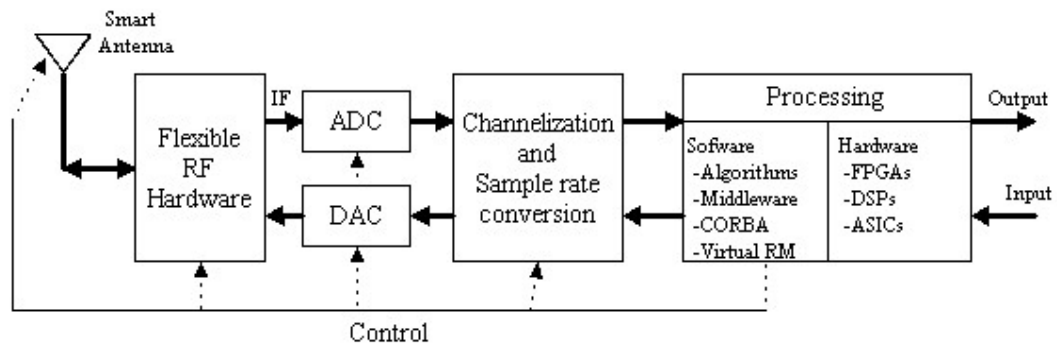 Smart
Antenna
Flexible
RF
Hardware
IF
ADC
DAC
Channelization
and
Sample rate
conversion
Processing
Sofware
-Algorithms
-Middleware
-CORBA
-Virtual RM
Hardware
-FPGAs
-DSPs
-ASICs
Output
Input
Control